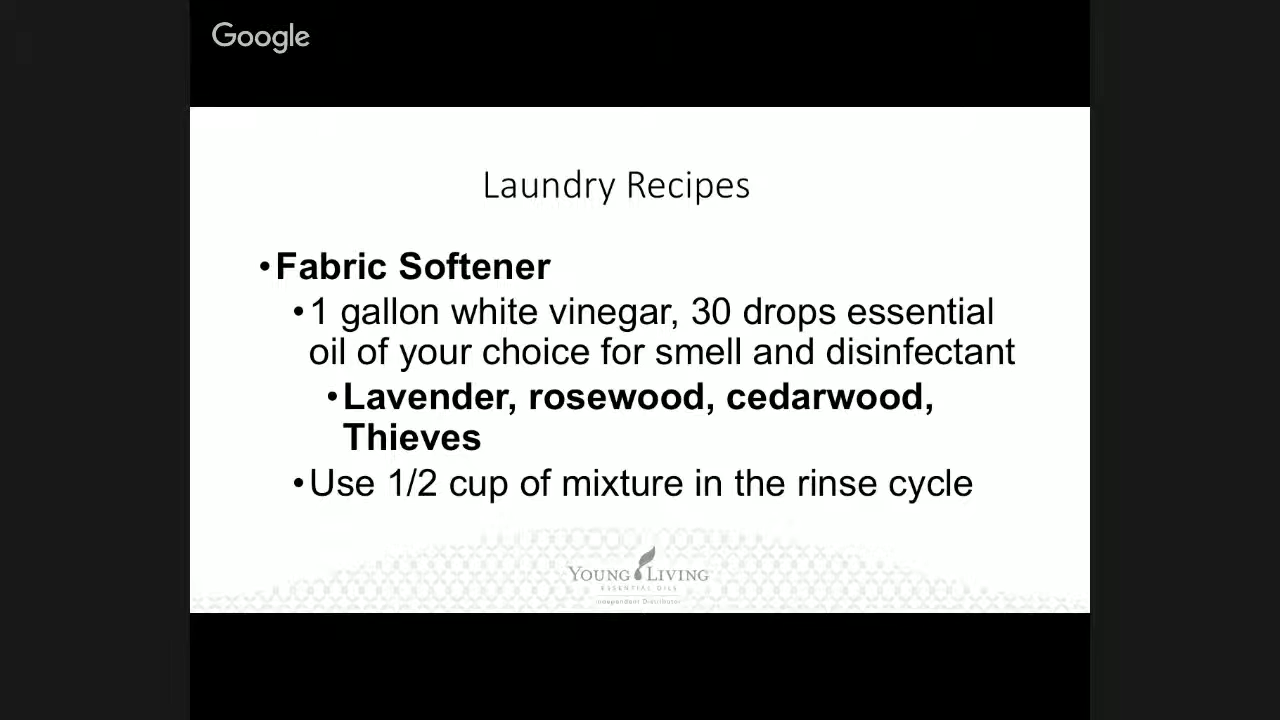 Google
Laundry Recipes
•Fabric Softener
•1 gallon white vinegar, 30 drops essential
oil of your choice for smell and disinfectant
•Lavender, rosewood, cedarwood,
Thieves
•Use 1/2 cup of mixture in the rinse cycle
YOUNG LIVING
ESSENTIAL OILS
Independent Distributor